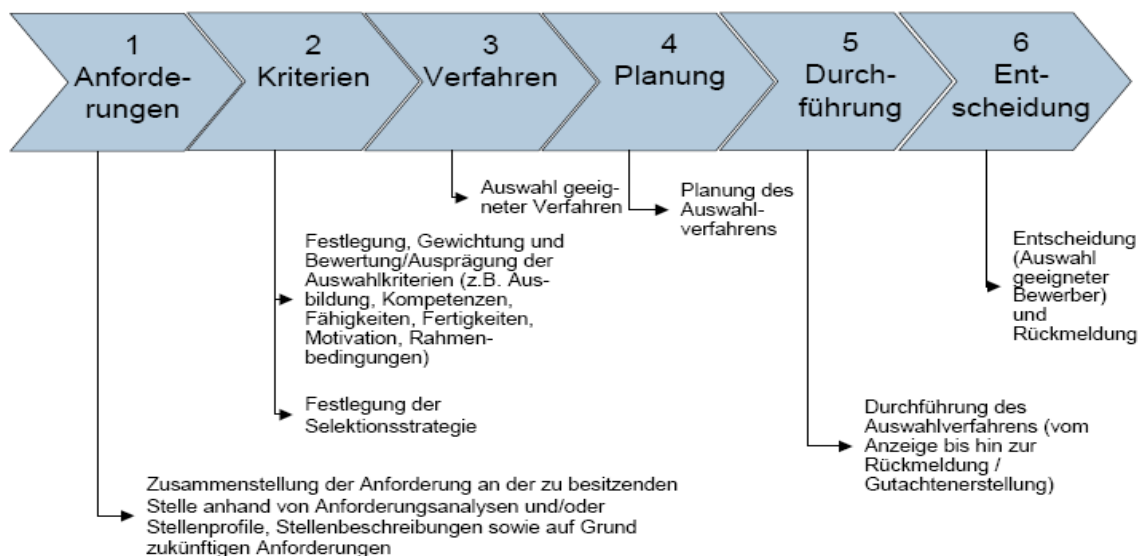 1
Anforde-
rungen
2
Kriterien
3
Verfahren
4
Planung
5
Durch-
führung
6
Ent-
scheidung
Auswahl geeig-
neter Verfahren
Planung des
Auswahl-
verfahrens
Festlegung, Gewichtung und
Bewertung/Ausprägung der
Auswahlkriterien (z.B. Aus-
bildung, Kompetenzen,
Fähigkeiten, Fertigkeiten,
Motivation, Rahmen-
bedingungen)
Entscheidung
(Auswahl
geeigneter
Bewerber)
und
Rückmeldung
Festlegung der
Selektionsstrategie
Durchführung des
Auswahlverfahrens (vom
Anzeige bis hin zur
Rückmeldung /
Gutachtenerstellung)
Zusammenstellung der Anforderung an der zu besitzenden
Stelle anhand von Anforderungsanalysen und/oder
Stellenprofile, Stellenbeschreibungen sowie auf Grund
zukünftigen Anforderungen